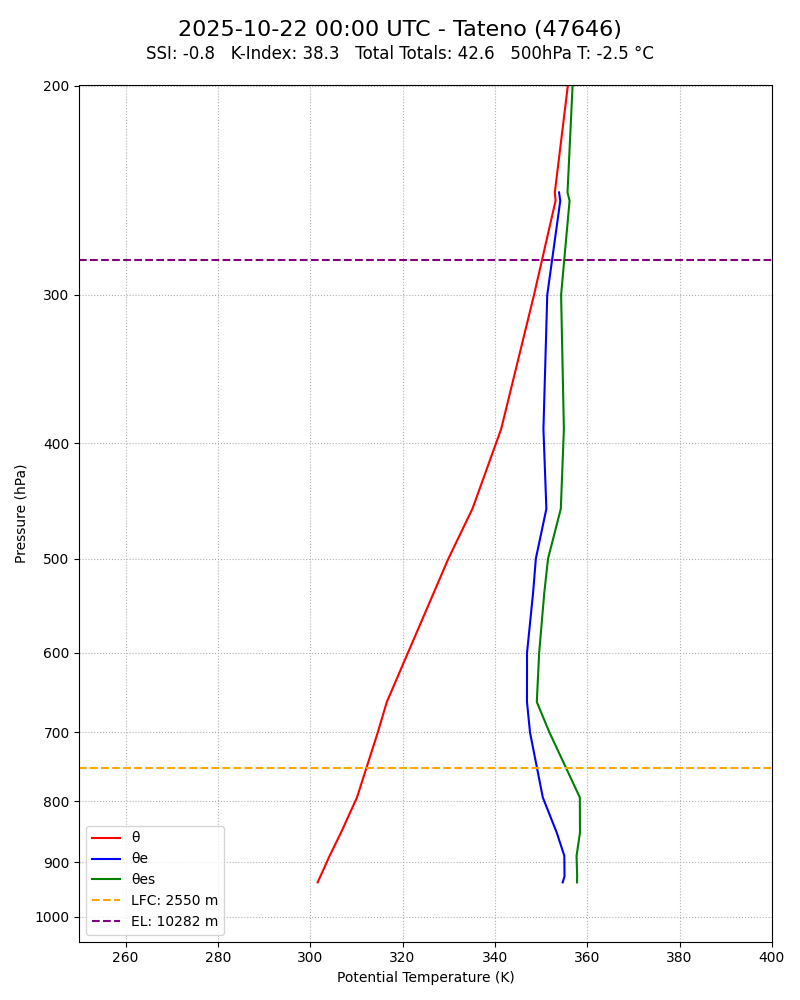 2025-10-22 00:00 UTC - Tateno (47646)
SSI: -0.8   K-Index: 38.3   Total Totals: 42.6   500hPa T: -2.5 °C
200
300
400
500
600
700
800
900
1000
Pressure (hPa)
θ
θe
θes
LFC: 2550 m
EL: 10282 m
260 280 300 320 340 360 380 400
Potential Temperature (K)